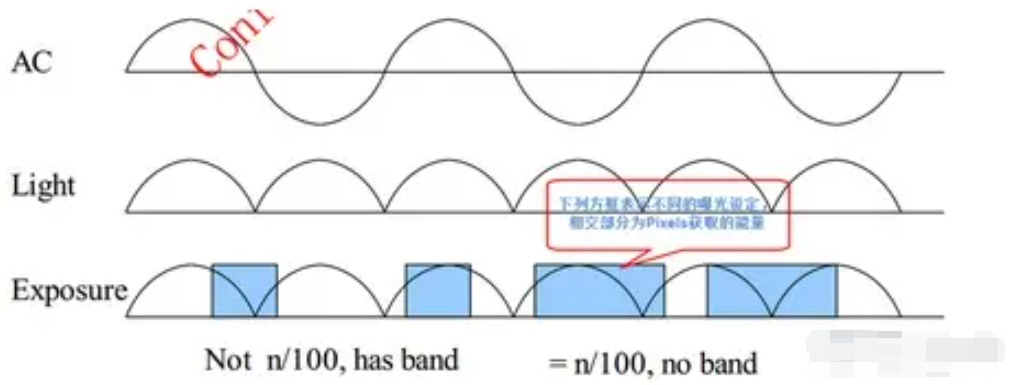 AC
Coni
Light
下列方框表示不同的曝光设定，
相交部分为Pixels获取的能量
Exposure
Not n/100, has band
= n/100, no band